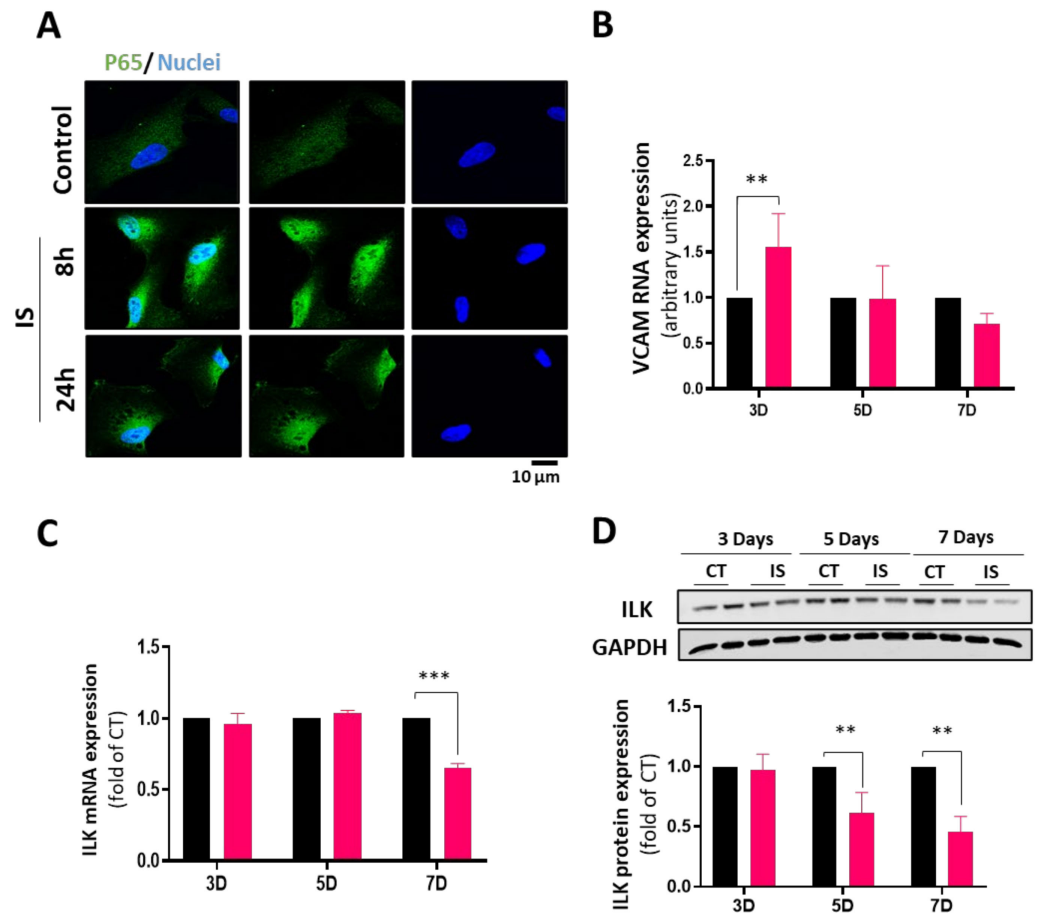 A
P65/Nuclei
Control
IS
8h
24h
10 µm
B
VCAM RNA expression
(arbitrary units)
2.5
2.0
1.5
1.0
0.5
0.0
**
3D
5D
7D
C
ILK mRNA expression
(fold of CT)
1.5
1.0
0.5
0.0
***
3D
5D
7D
D
3 Days
5 Days
7 Days
CT
IS
CT
IS
CT
IS
ILK
GAPDH
ILK protein expression
(fold of CT)
1.5
1.0
0.5
0.0
**
**
3D
5D
7D